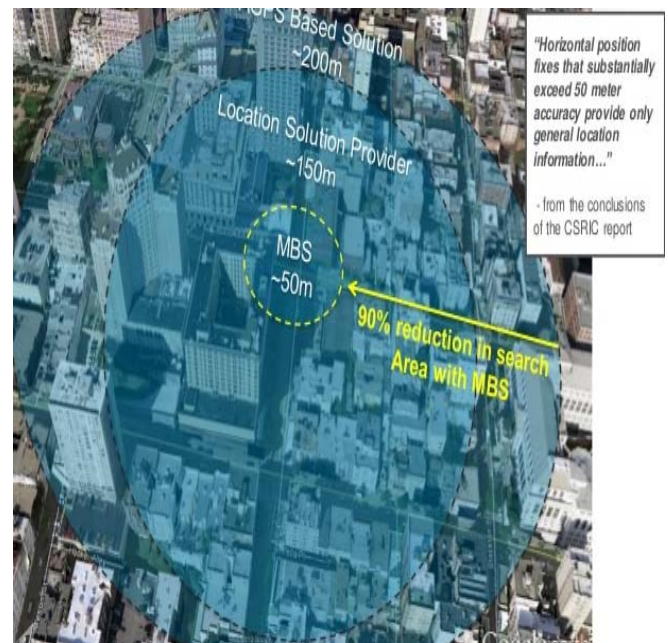 Based Solution
~200m
Location Solution Provider
~150m
MBS
~50m
90% reduction in search
Area with MBS
“Horizontal position
fixes that substantially
exceed 50 meter
accuracy provide only
general location
information…”
- from the conclusions
of the CSRIC report